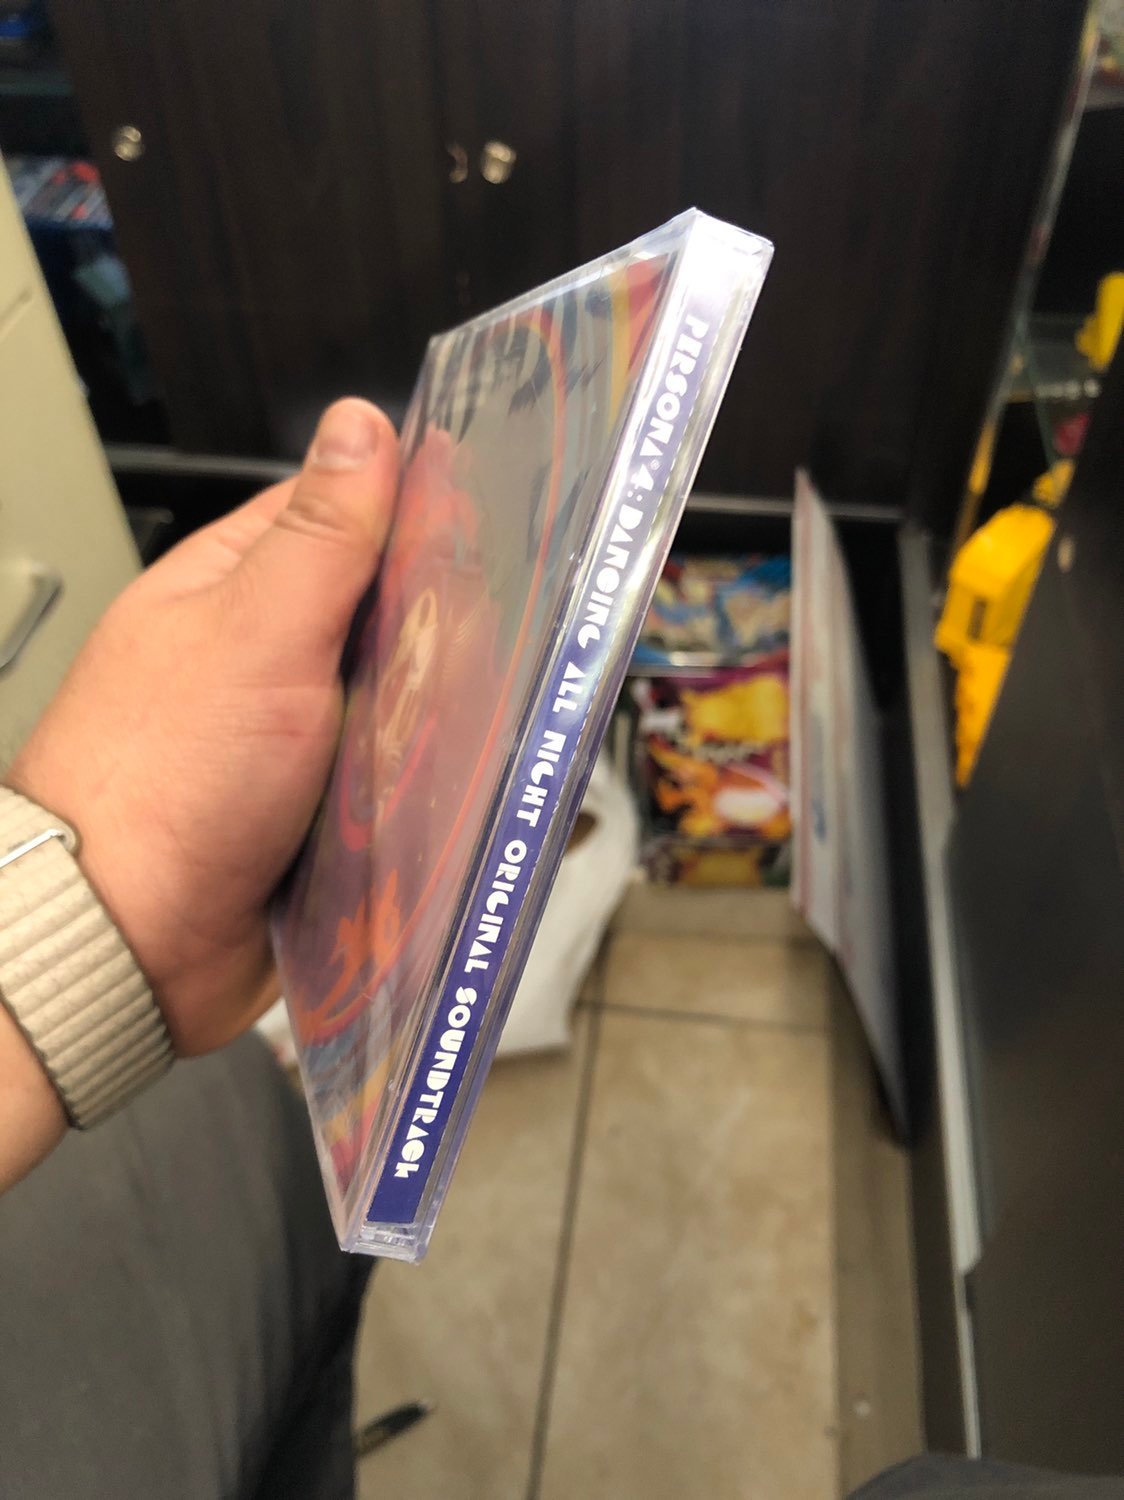 PERSONA®4: DANCING ALL NIGHT ORIGINAL SOUNDTRACK